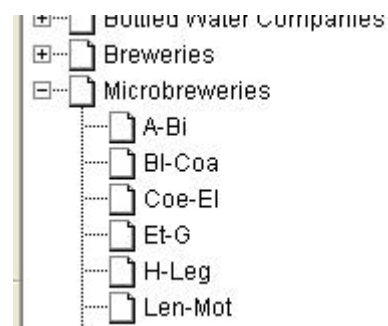 Bottled Water Companies
Breweries
Microbreweries
A-Bi
Bl-Coa
Coe-El
Et-G
H-Leg
Len-Mot